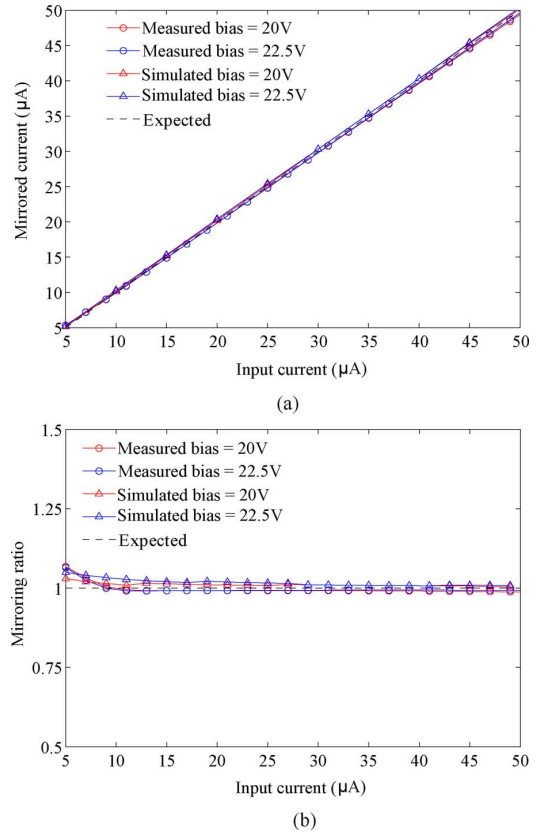 50
45
40
35
30
25
20
15
10
5
Mirrored current (μA)
Measured bias = 20V
Measured bias = 22.5V
Simulated bias = 20V
Simulated bias = 22.5V
Expected
5 10 15 20 25 30 35 40 45 50
Input current (μA)
(a)
1.5
1.25
1
0.75
0.5
Mirroring ratio
Measured bias = 20V
Measured bias = 22.5V
Simulated bias = 20V
Simulated bias = 22.5V
Expected
5 10 15 20 25 30 35 40 45 50
Input current (μA)
(b)